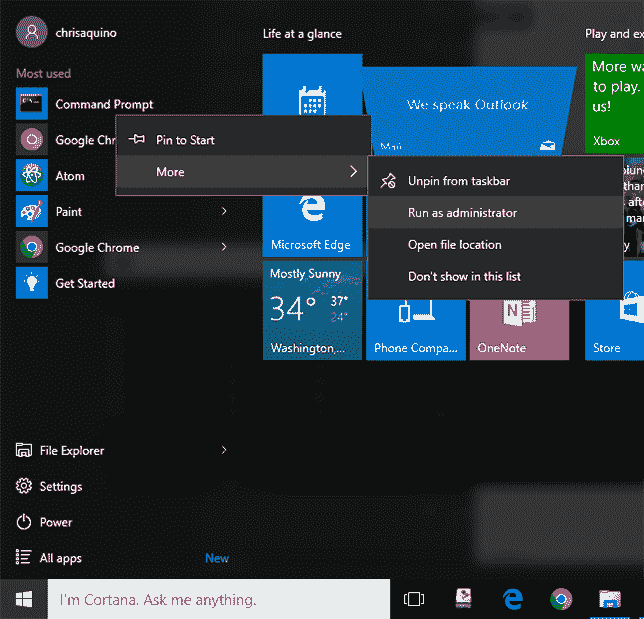 chrisaquino
Most used
Command Prompt
Google Chr
Atom
Paint
Google Chrome
Get Started
Pin to Start
More
Unpin from taskbar
Run as administrator
Open file location
Don't show in this list
File Explorer
Settings
Power
All apps
New
Life at a glance
We speak Outlook
Mail
Microsoft Edge
Mostly Sunny
34° 37°
24°
Washington,...
Phone Compa...
OneNote
Play and ex
More wa
to play.
us!
Xbox
Store
I'm Cortana. Ask me anything.